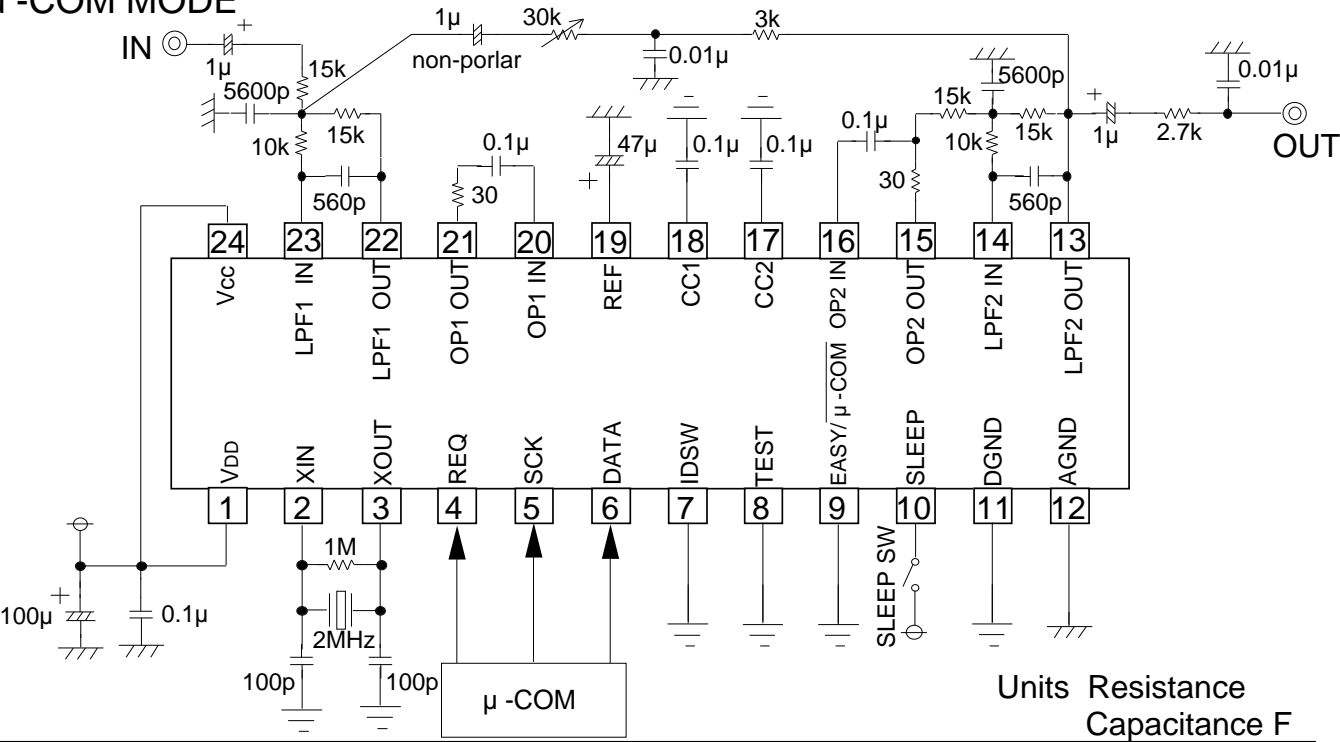 -COM MODE
IN
1µ
15k
5600p
10k
15k
560p
1µ
non-porlar
30k
0.01µ
3k
0.1µ
30
47µ
0.1µ
0.1µ
0.1µ
15k
30
5600p
10k
15k
560p
1µ
2.7k
0.01µ
OUT
24 23 22 21 20 19 18 17 16 15 14 13
Vcc
LPF1 IN
LPF1 OUT
OP1 OUT
OP1 IN
REF
CC1
CC2
OP2 IN
OP2 OUT
LPF2 IN
LPF2 OUT
VDD
XIN
XOUT
REQ
SCK
DATA
IDSW
TEST
EASY/µ-COM
SLEEP
DGND
AGND
1 2 3 4 5 6 7 8 9 10 11 12
100µ
0.1µ
1M
2MHz
100p
100p
µ -COM
SLEEP SW
Units Resistance
Capacitance F